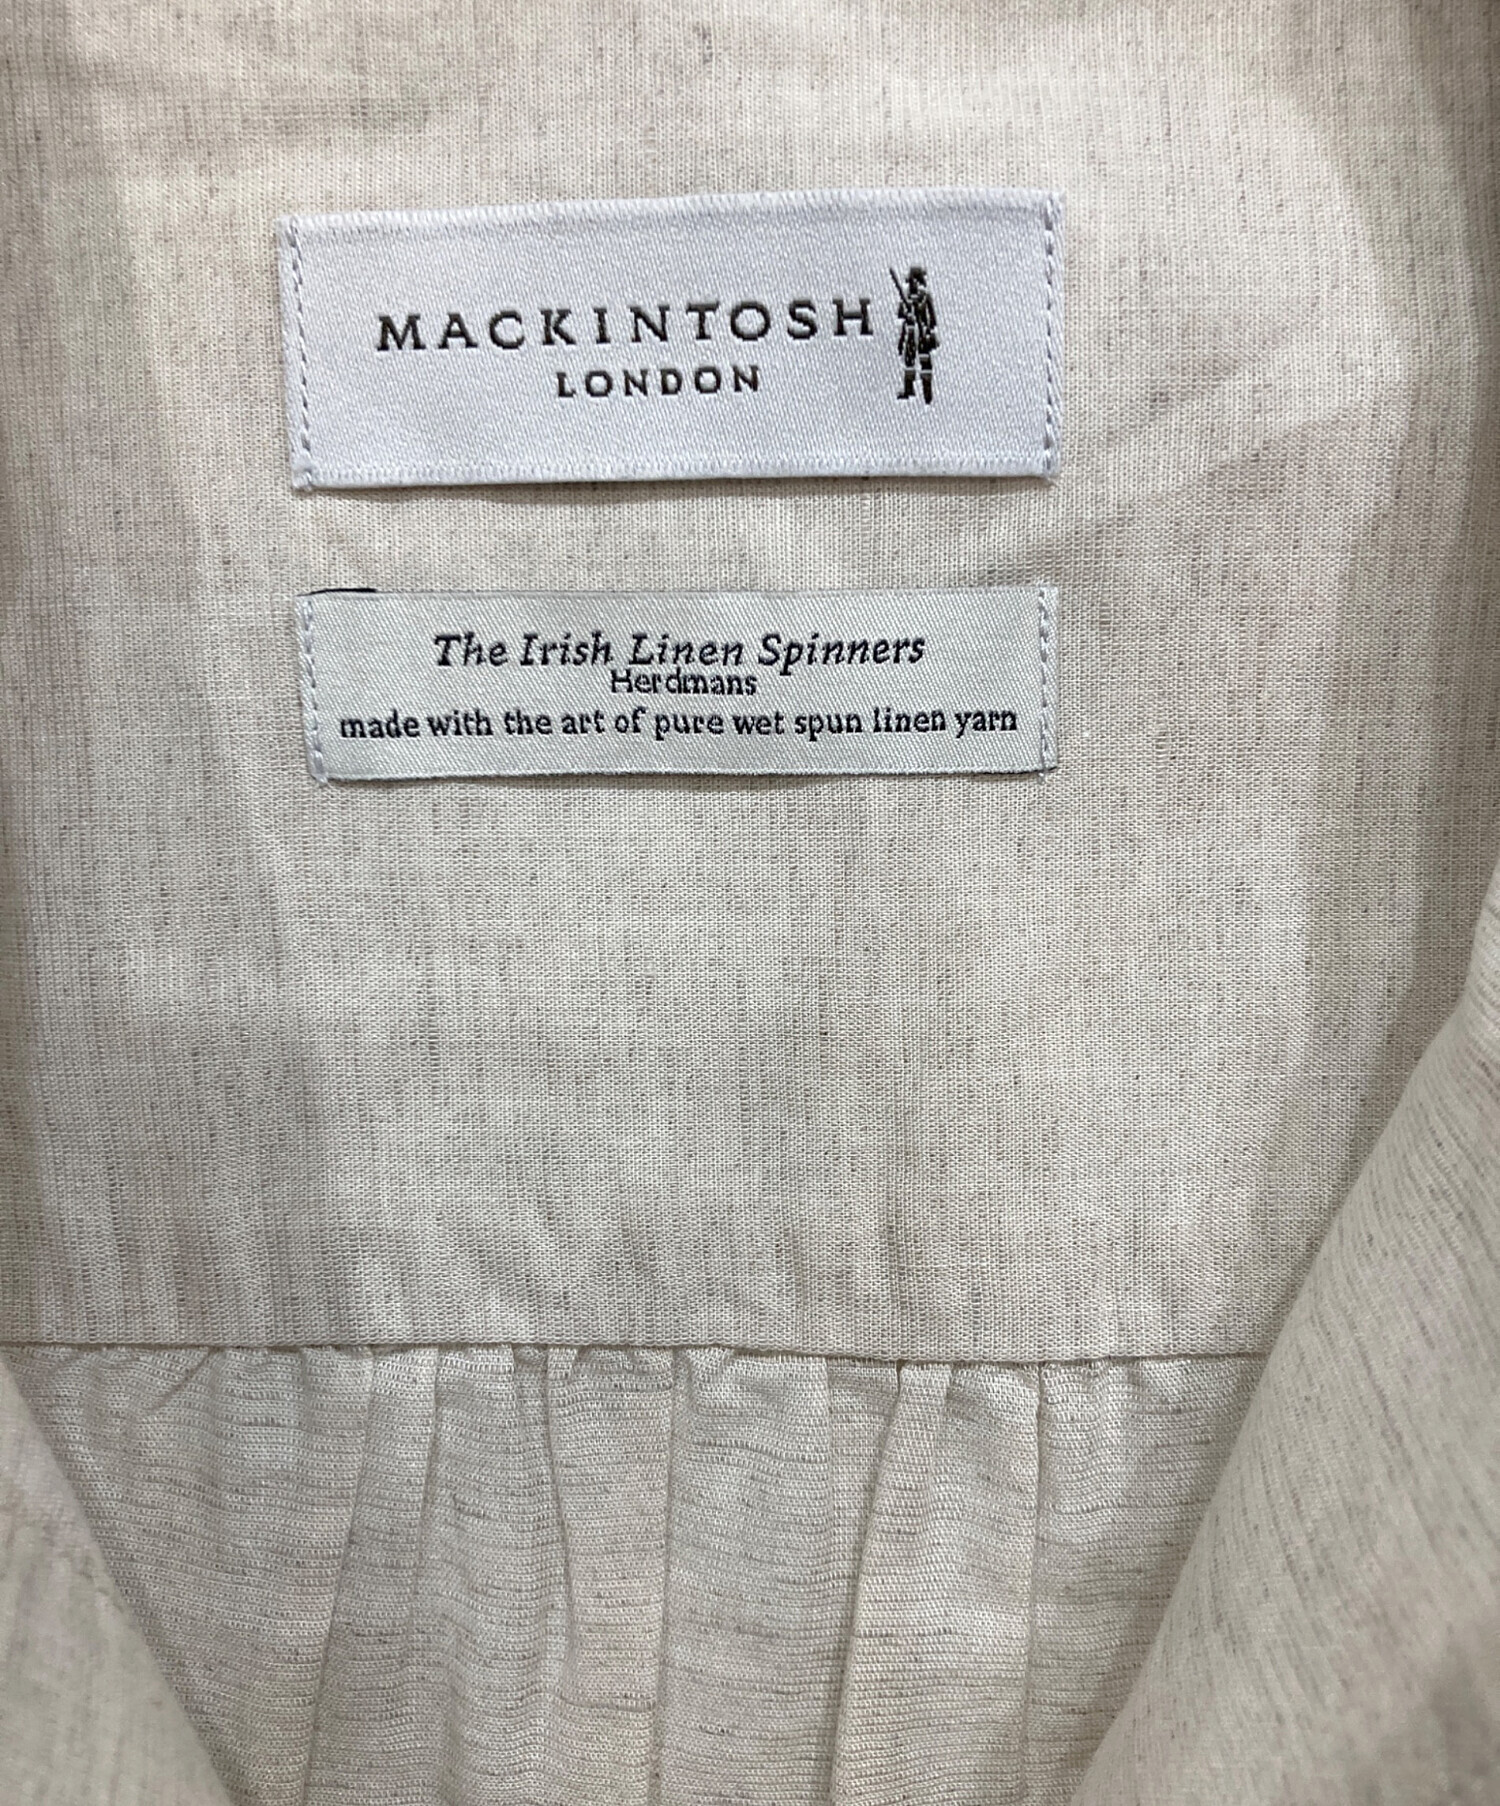 MACKINTOSH
LONDON
The Irish Linen Spinners
Herdmans
made with the art of pure wet spun linen yarn